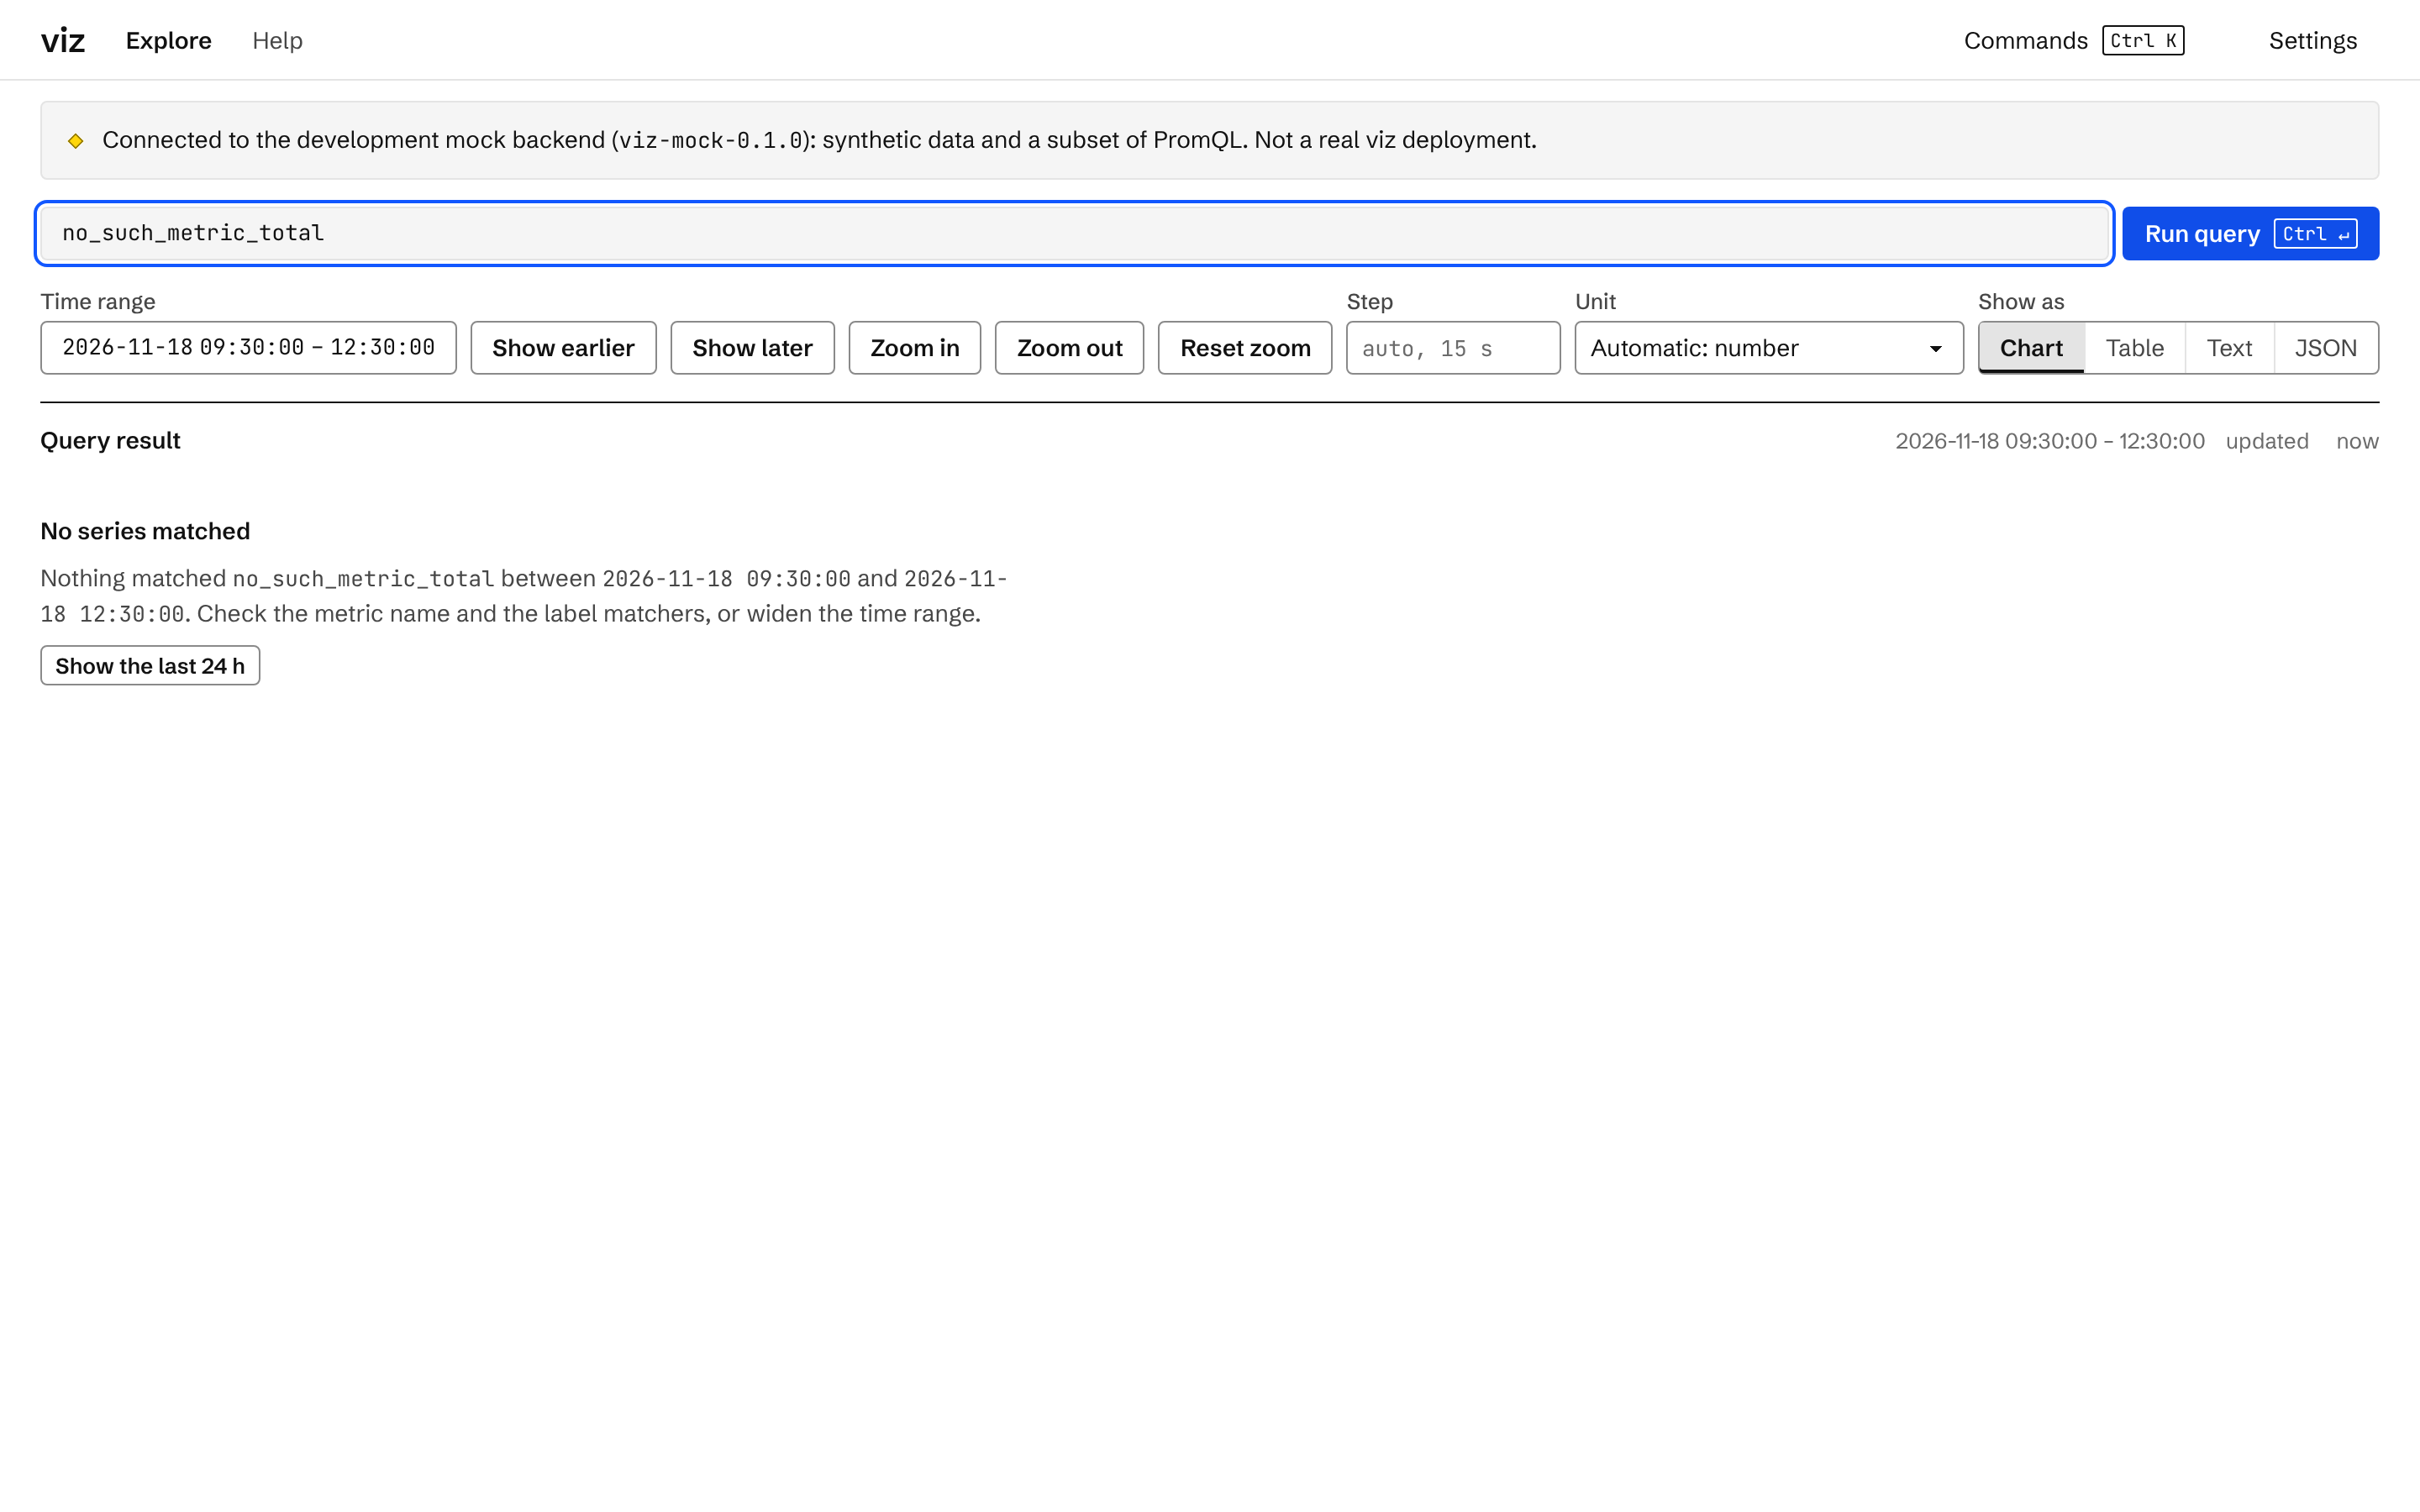 viz Explore Help Commands Ctrl K Settings
Connected to the development mock backend (viz-mock-0.1.0): synthetic data and a subset of PromQL. Not a real viz deployment.
no_such_metric_total Run query Ctrl ↵
Time range Step Unit Show as
2026-11-18 09:30:00 – 12:30:00 Show earlier Show later Zoom in Zoom out Reset zoom auto, 15 s Automatic: number Chart Table Text JSON
Query result 2026-11-18 09:30:00 – 12:30:00 updated now
No series matched
Nothing matched no_such_metric_total between 2026-11-18 09:30:00 and 2026-11-
18 12:30:00. Check the metric name and the label matchers, or widen the time range.
Show the last 24 h